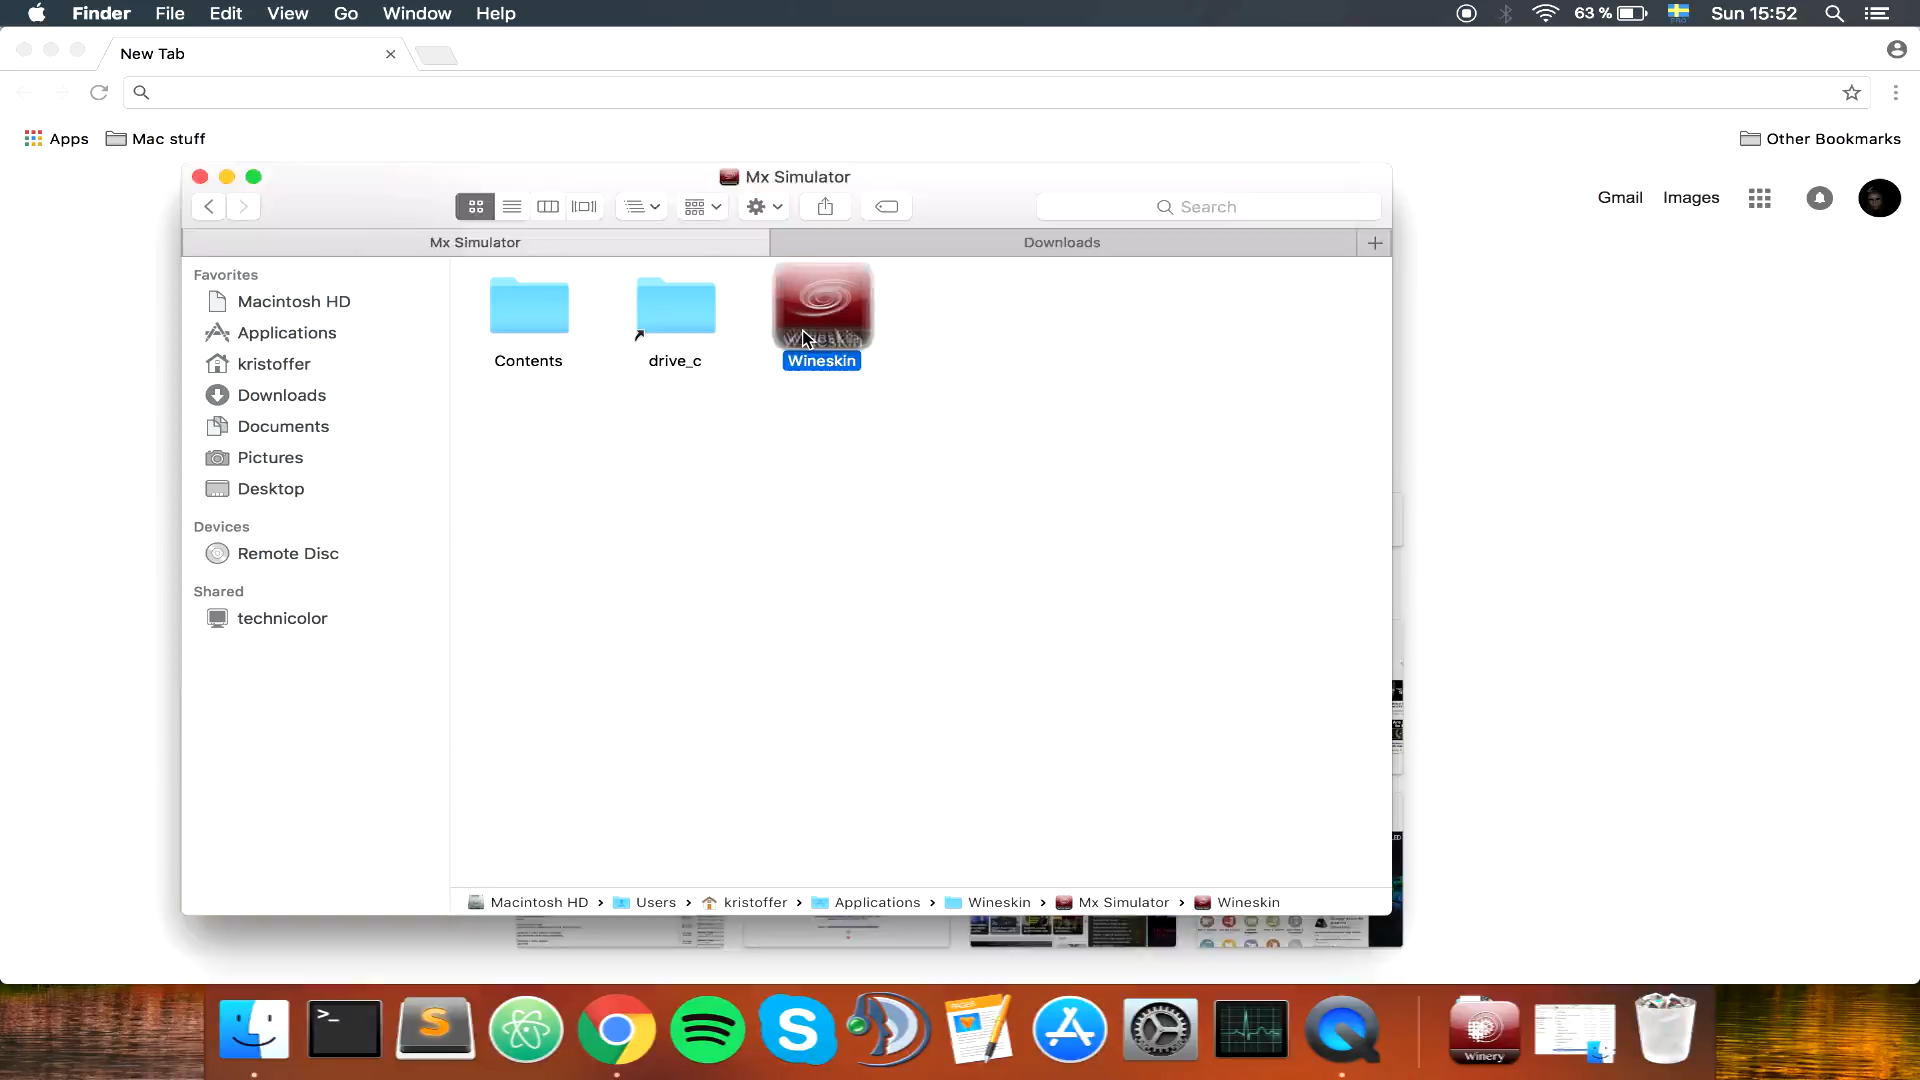 Finder File Edit View Go Window Help 63 % Sun 15:52
New Tab
Apps Mac stuff Other Bookmarks
Gmail Images
Mx Simulator
Search
Mx Simulator Downloads
Favorites
Macintosh HD
Applications
kristoffer
Downloads
Documents
Pictures
Desktop
Devices
Remote Disc
Shared
technicolor
Contents drive_c Wineskin
Macintosh HD › Users › kristoffer › Applications › Wineskin › Mx Simulator › Wineskin
Winery